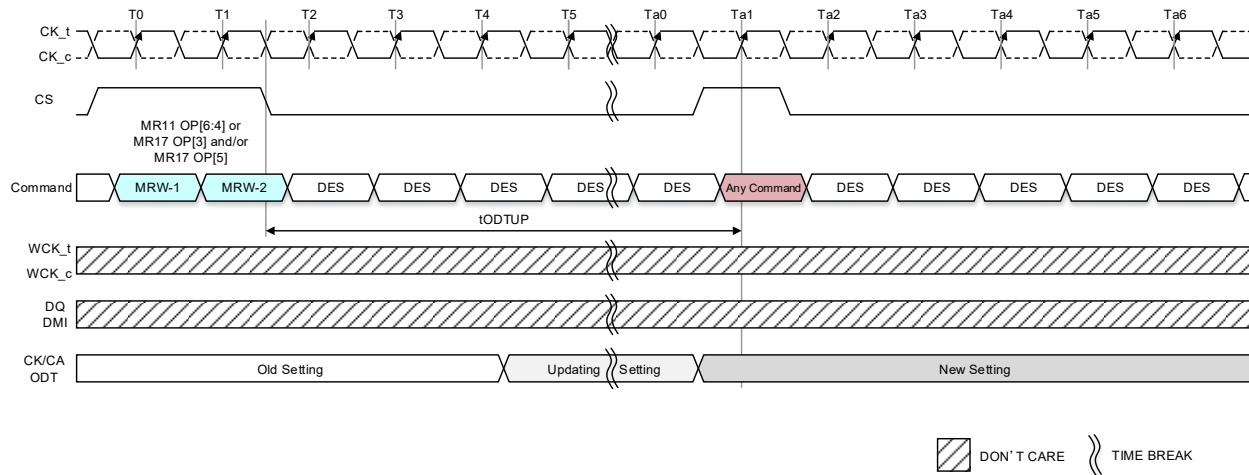 T0 T1 T2 T3 T4 T5 Ta0 Ta1 Ta2 Ta3 Ta4 Ta5 Ta6
CK_t
CK_c
CS
MR11 OP[6:4] or
MR17 OP[3] and/or
MR17 OP[5]
Command MRW-1 MRW-2 DES DES DES DES DES Any Command DES DES DES DES DES
tODTUP
WCK_t
WCK_c
DQ
DMI
CK/CA
ODT
Old Setting Updating Setting New Setting
DON'T CARE TIME BREAK